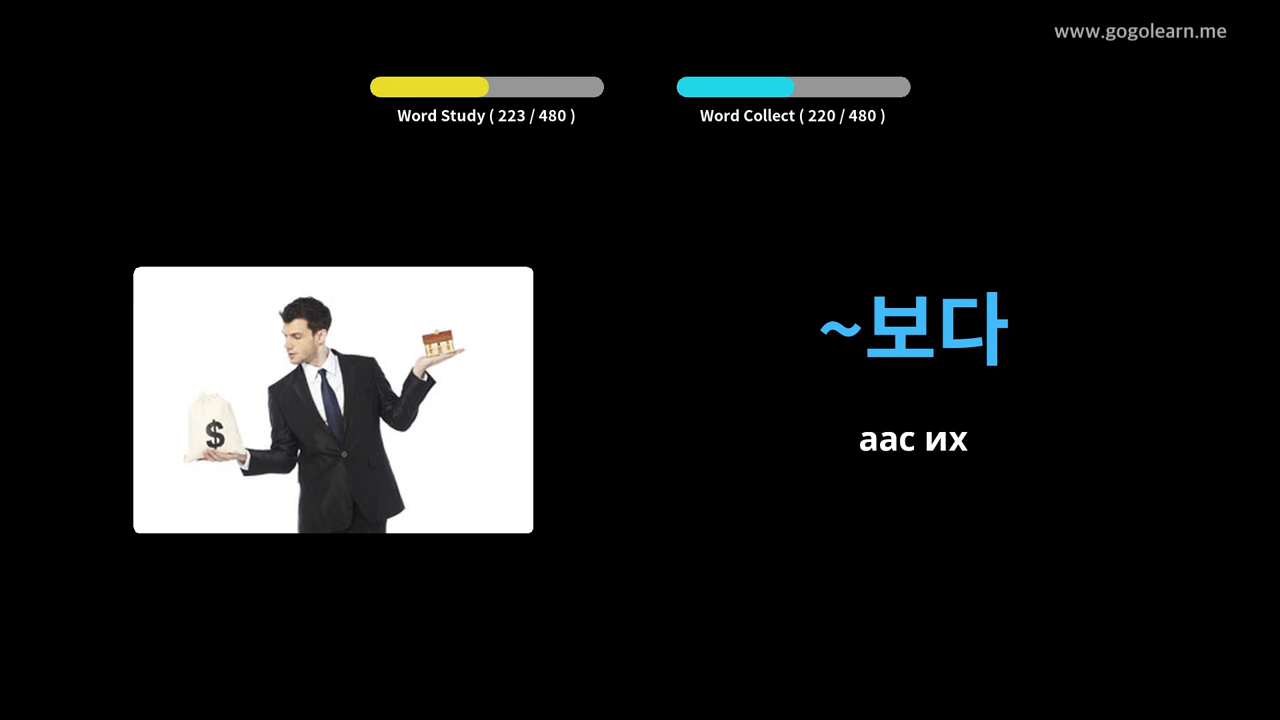 www.gogolearn.me
Word Study ( 223 / 480 )
Word Collect ( 220 / 480 )
$
~보다
аас их